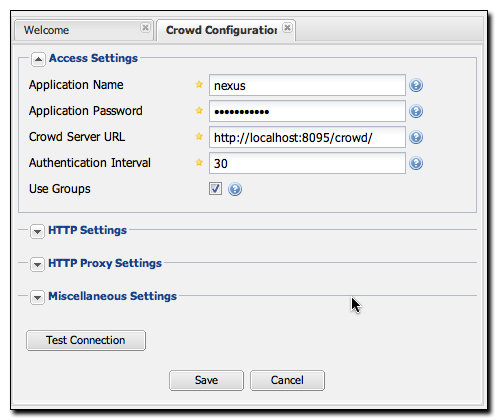 Welcome
Crowd Configuration
Access Settings
Application Name
nexus
Application Password
•••••••••••
Crowd Server URL
http://localhost:8095/crowd/
Authentication Interval
30
Use Groups
HTTP Settings
HTTP Proxy Settings
Miscellaneous Settings
Test Connection
Save
Cancel